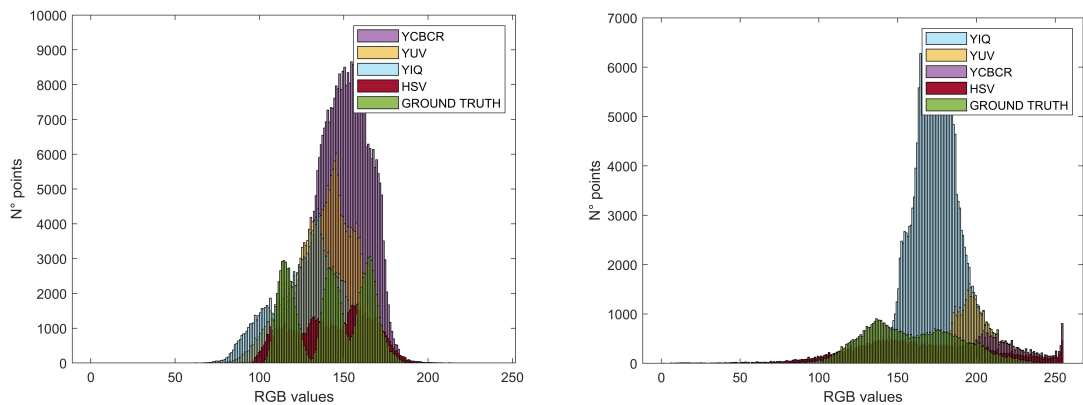 10000
9000
8000
7000
6000
5000
4000
3000
2000
1000
0
N° points
0 50 100 150 200 250
RGB values
YCBCR
YUV
YIQ
HSV
GROUND TRUTH
7000
6000
5000
4000
3000
2000
1000
0
N° points
0 50 100 150 200 250
RGB values
YIQ
YUV
YCBCR
HSV
GROUND TRUTH